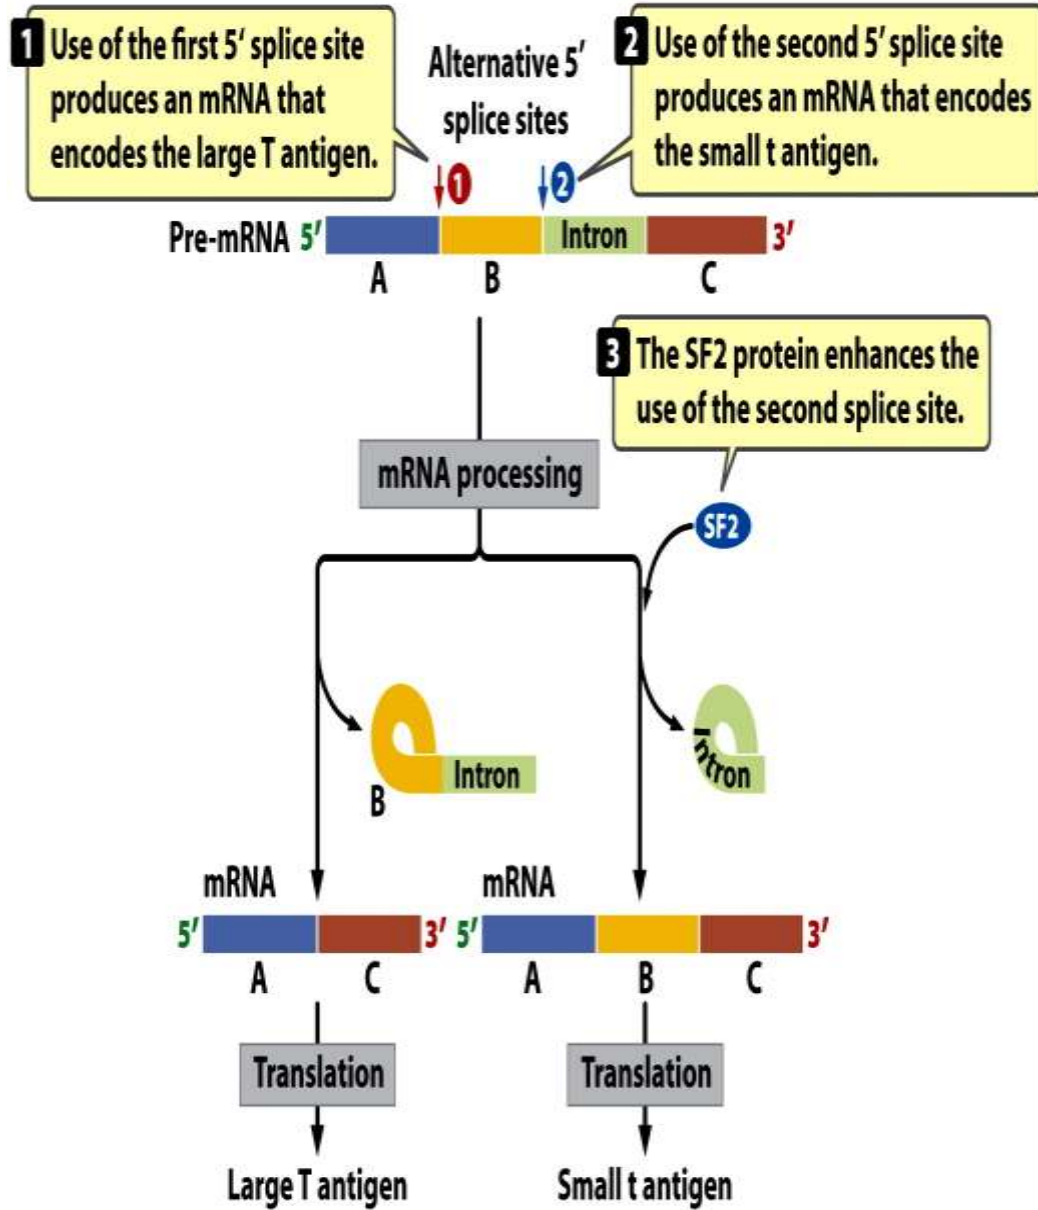 1 Use of the first 5′ splice site
produces an mRNA that
encodes the large T antigen.
Alternative 5′
splice sites
2 Use of the second 5′ splice site
produces an mRNA that encodes
the small t antigen.
1
2
Pre-mRNA 5′ Intron 3′
A B C
3 The SF2 protein enhances the
use of the second splice site.
mRNA processing
SF2
B Intron
Intron
mRNA
5′ 3′
A C
mRNA
5′ 3′
A B C
Translation
Translation
Large T antigen
Small t antigen